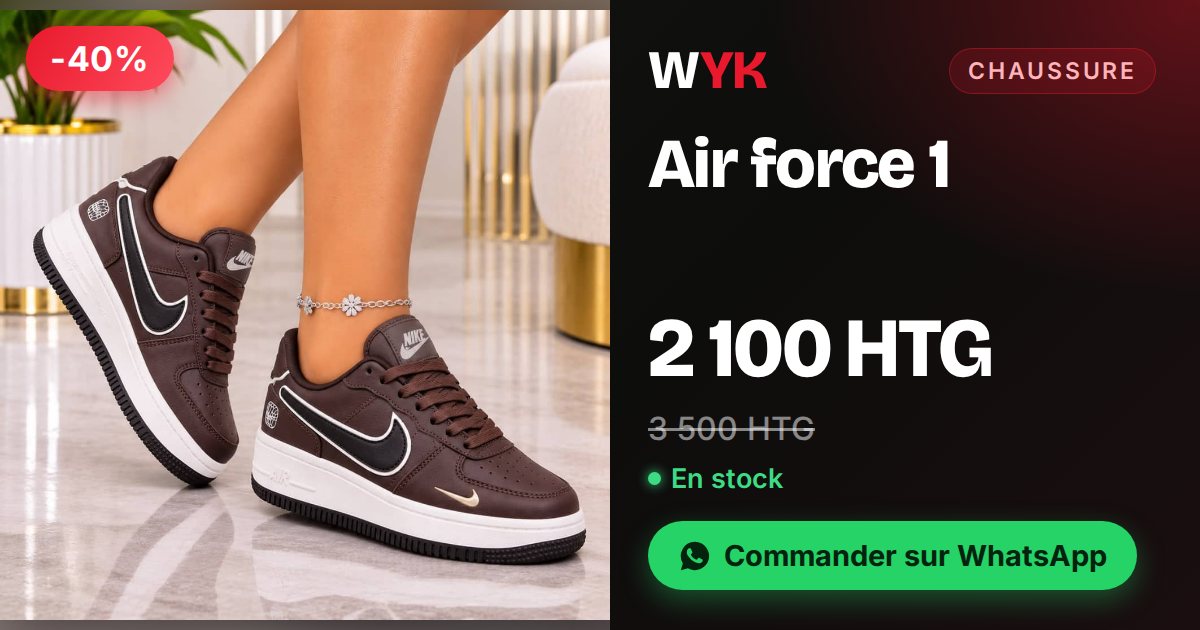 -40%
WYK
CHAUSSURE
Air force 1
2 100 HTG
3 500 HTG
En stock
Commander sur WhatsApp
NIKE
NIKE
AIR